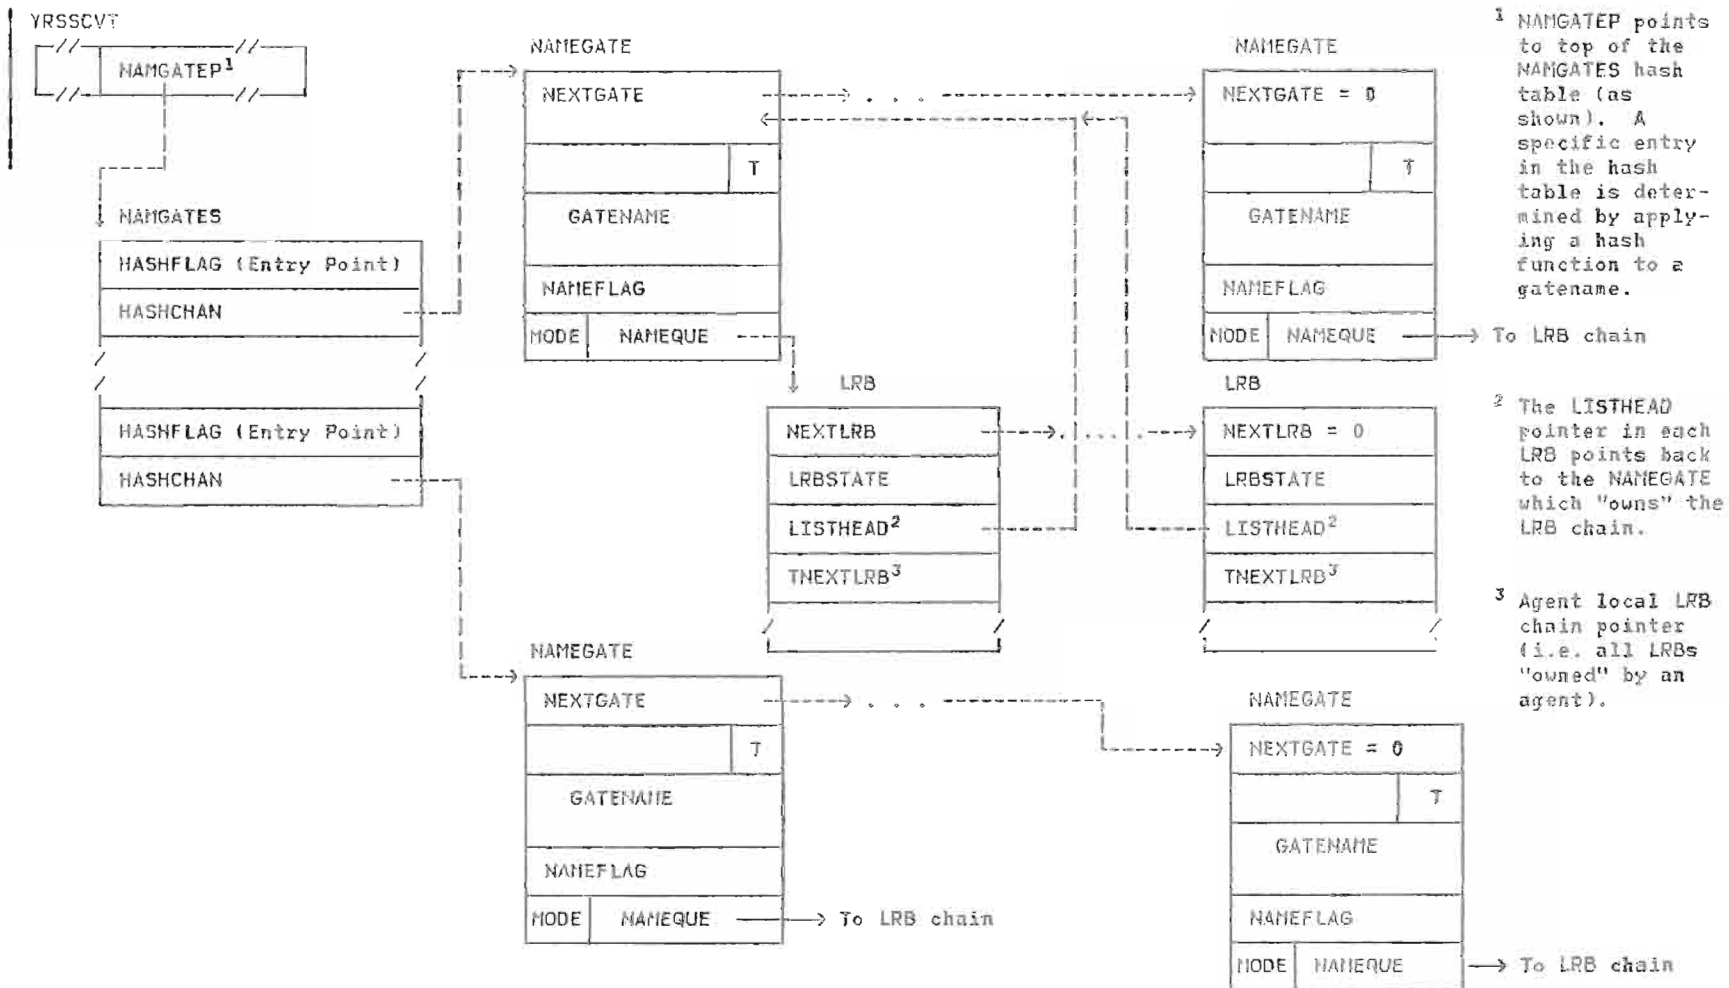 YRSSCVT
NAMGATEP1
NAMGATES
HASHFLAG (Entry Point)
HASHCHAN
HASHFLAG (Entry Point)
HASHCHAN
NAMEGATE
NEXTGATE
. . .
T
GATENAME
NAMEFLAG
MODE NAMEQUE
NAMEGATE
NEXTGATE = 0
T
GATENAME
NAMEFLAG
MODE NAMEQUE
To LRB chain
LRB
NEXTLRB
. . . .
LRBSTATE
LISTHEAD2
TNEXTLRB3
LRB
NEXTLRB = 0
LRBSTATE
LISTHEAD2
TNEXTLRB3
NAMEGATE
NEXTGATE
. . .
T
GATENAME
NAMEFLAG
MODE NAMEQUE
To LRB chain
NAMEGATE
NEXTGATE = 0
T
GATENAME
NAMEFLAG
MODE NAMEQUE
To LRB chain
1 NAMGATEP points
to top of the
NAMGATES hash
table (as
shown). A
specific entry
in the hash
table is deter-
mined by apply-
ing a hash
function to a
gatename.
2 The LISTHEAD
pointer in each
LRB points back
to the NAMEGATE
which "owns" the
LRB chain.
3 Agent local LRB
chain pointer
(i.e. all LRBs
"owned" by an
agent).